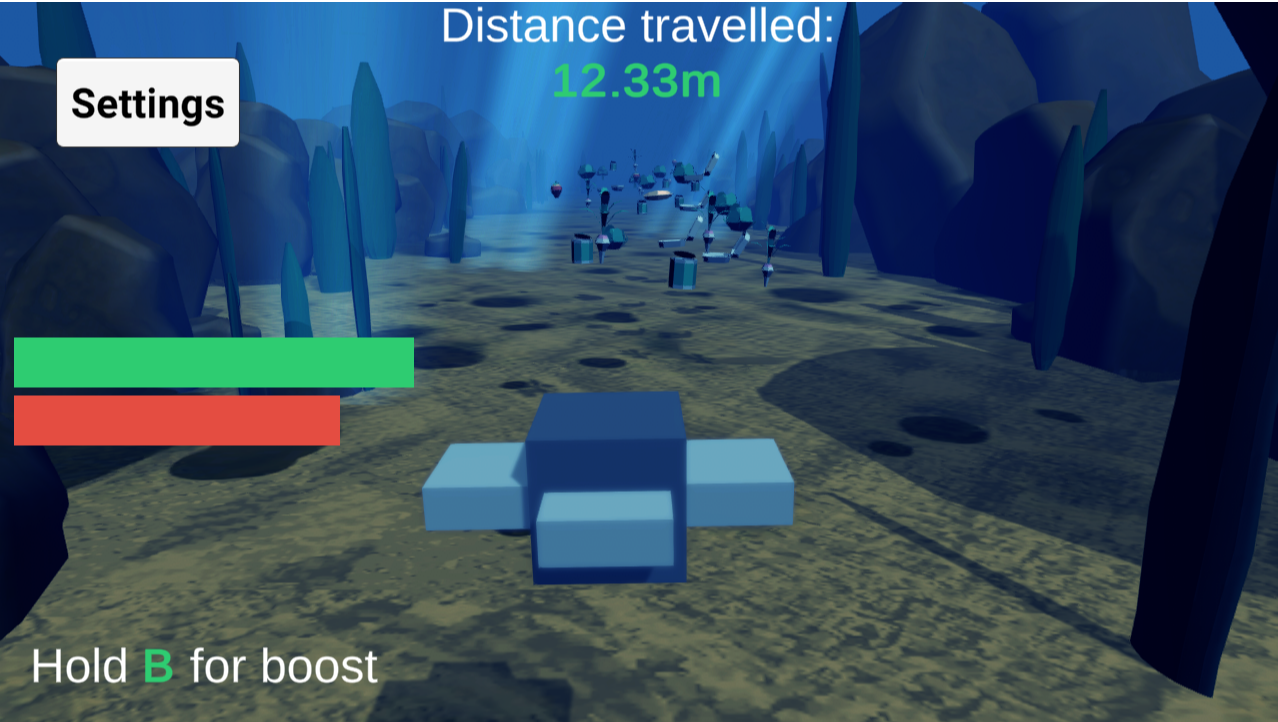 Distance travelled:
12.33m
Settings
Hold B for boost